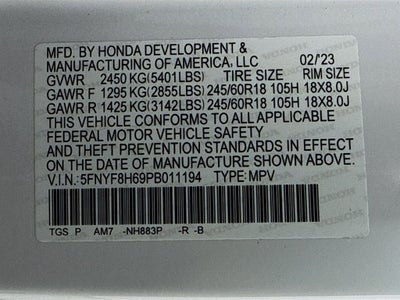 MFD. BY HONDA DEVELOPMENT &
MANUFACTURING OF AMERICA, LLC 02/'23
GVWR 2450 KG(5401LBS) TIRE SIZE RIM SIZE
GAWR F 1295 KG(2855LBS) 245/60R18 105H 18X8.0J
GAWR R 1425 KG(3142LBS) 245/60R18 105H 18X8.0J
THIS VEHICLE CONFORMS TO ALL APPLICABLE
FEDERAL MOTOR VEHICLE SAFETY
AND THEFT PREVENTION STANDARDS IN EFFECT
ON THE DATE OF MANUFACTURE SHOWN ABOVE.
V.I.N.: 5FNYF8H69PB011194 TYPE: MPV
TGS P AM7 -NH883P -R -B